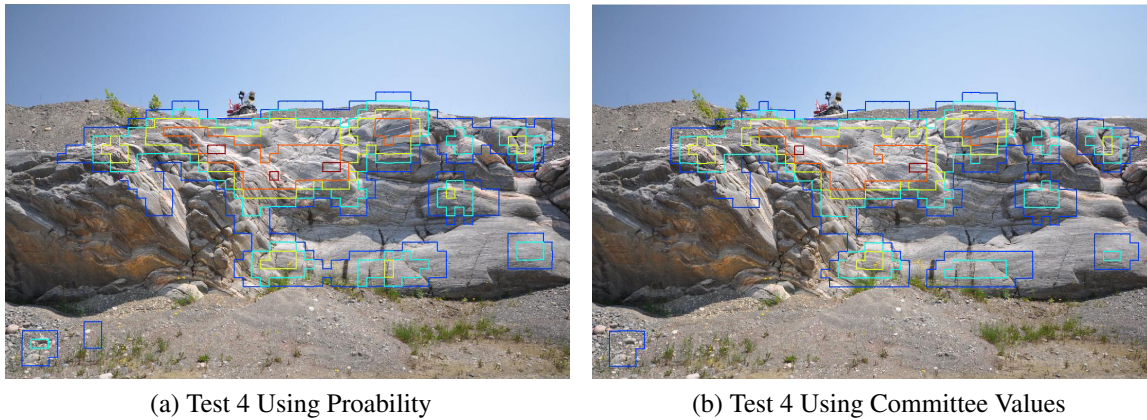 (a) Test 4 Using Proability
(b) Test 4 Using Committee Values